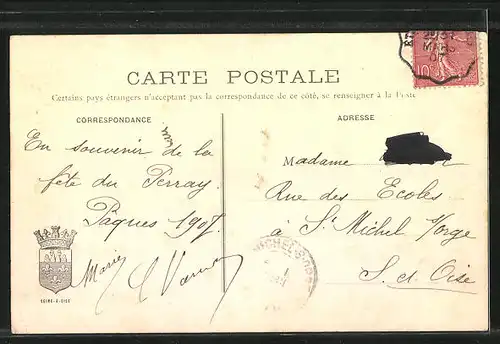 CARTE POSTALE
Certains pays étrangers n'acceptant pas la correspondance de ce côté, se renseigner à la Poste
CORRESPONDANCE
ADRESSE
En souvenir de la
fête du Perray.
Pâques 1907.
Marie
Madame
Rue des Ecoles
à St Michel s/orge
S. et Oise
SEINE-&-OISE
10